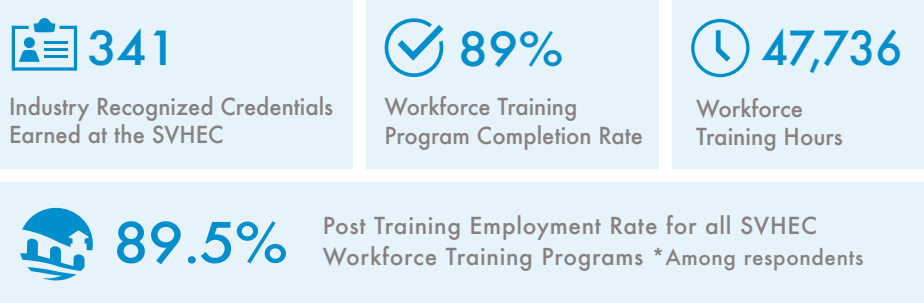 341
Industry Recognized Credentials
Earned at the SVHEC
89%
Workforce Training
Program Completion Rate
47,736
Workforce
Training Hours
89.5%
Post Training Employment Rate for all SVHEC
Workforce Training Programs *Among respondents